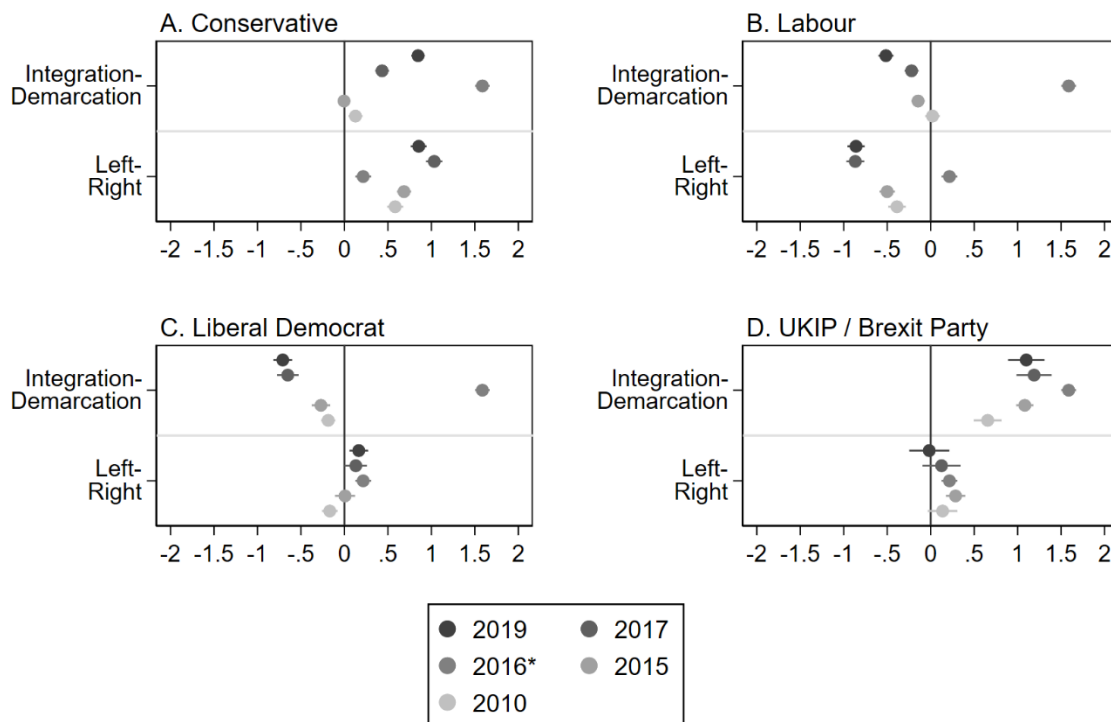 A. Conservative
Integration-
Demarcation
Left-
Right
-2 -1.5 -1 -.5 0 .5 1 1.5 2
B. Labour
Integration-
Demarcation
Left-
Right
-2 -1.5 -1 -.5 0 .5 1 1.5 2
C. Liberal Democrat
Integration-
Demarcation
Left-
Right
-2 -1.5 -1 -.5 0 .5 1 1.5 2
D. UKIP / Brexit Party
Integration-
Demarcation
Left-
Right
-2 -1.5 -1 -.5 0 .5 1 1.5 2
2019 2017
2016* 2015
2010